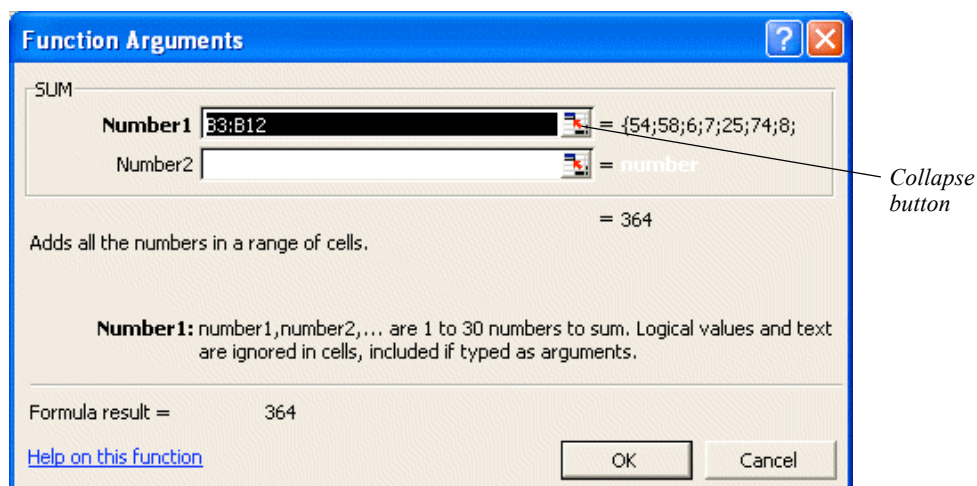 Function Arguments
SUM
Number1 B3:B12 = {54;58;6;7;25;74;8;
Number2 = number
Collapse
button
= 364
Adds all the numbers in a range of cells.
Number1: number1,number2,... are 1 to 30 numbers to sum. Logical values and text
are ignored in cells, included if typed as arguments.
Formula result = 364
Help on this function OK Cancel